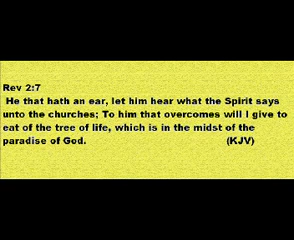 Rev 2:7
He that hath an ear, let him hear what the Spirit says
unto the churches; To him that overcomes will I give to
eat of the tree of life, which is in the midst of the
paradise of God. (KJV)